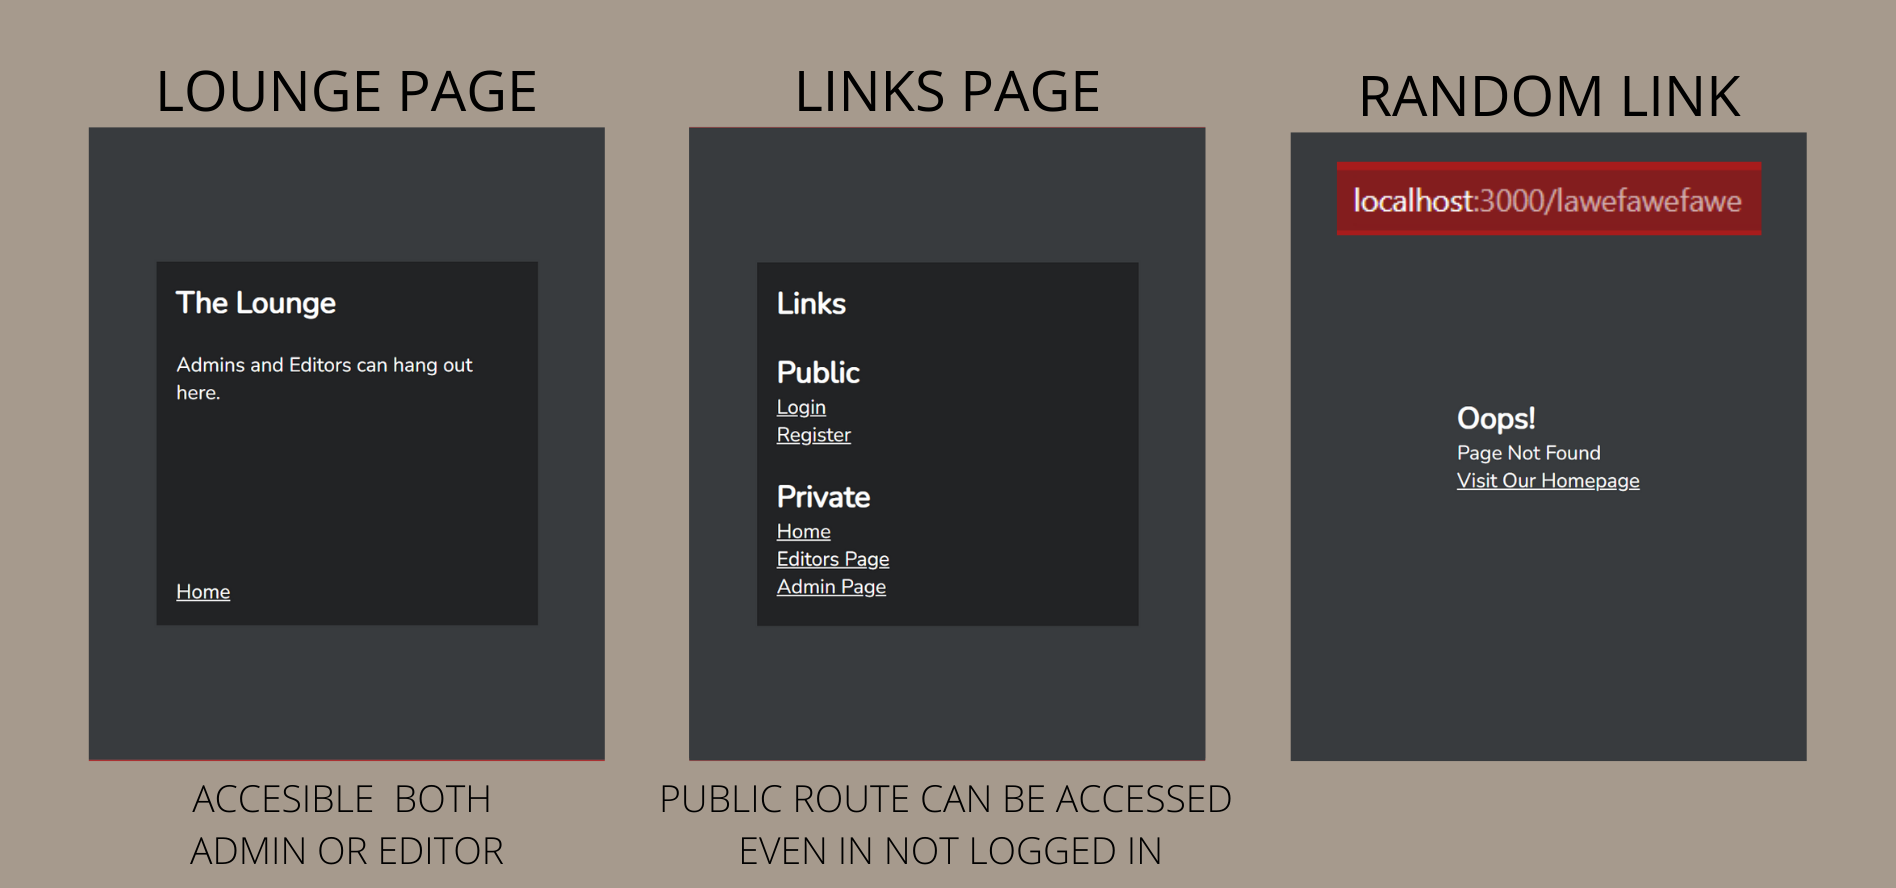 LOUNGE PAGE
The Lounge
Admins and Editors can hang out
here.
Home
ACCESIBLE BOTH
ADMIN OR EDITOR
LINKS PAGE
Links
Public
Login
Register
Private
Home
Editors Page
Admin Page
PUBLIC ROUTE CAN BE ACCESSED
EVEN IN NOT LOGGED IN
RANDOM LINK
localhost:3000/lawefawefawe
Oops!
Page Not Found
Visit Our Homepage